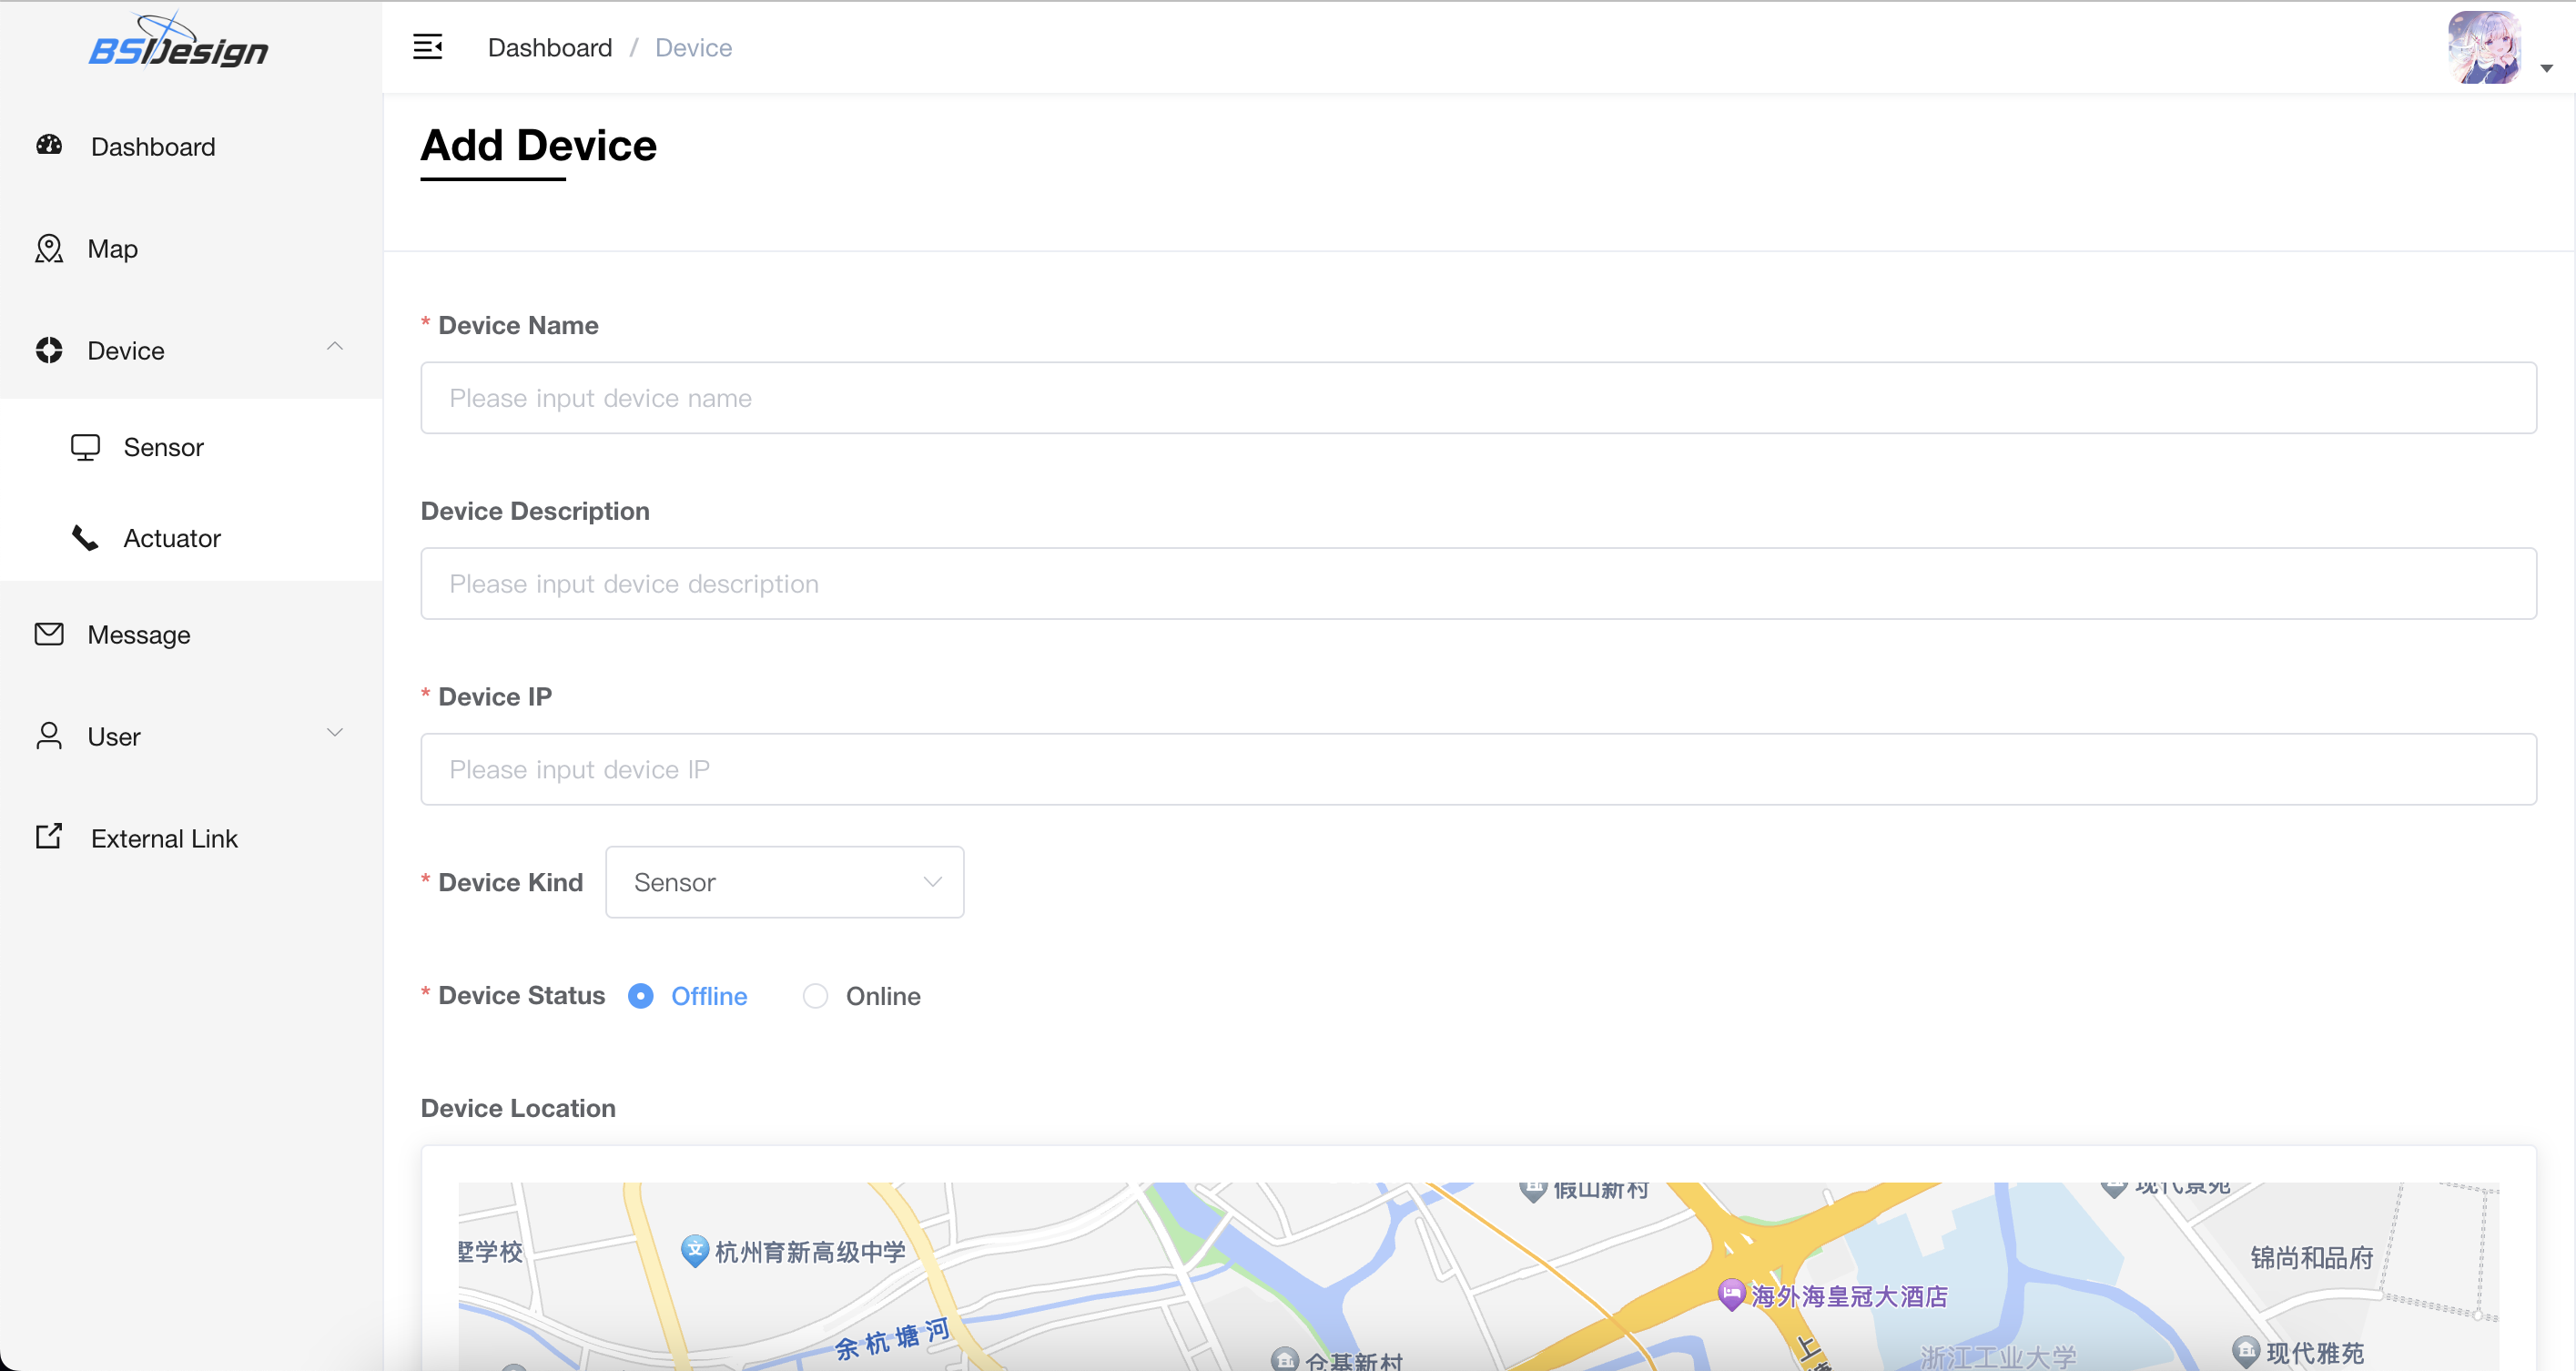 BSDesign
Dashboard / Device
Dashboard
Map
Device
Sensor
Actuator
Message
User
External Link
Add Device
* Device Name
Please input device name
Device Description
Please input device description
* Device IP
Please input device IP
* Device Kind
Sensor
* Device Status
Offline
Online
Device Location
假山新村
现代景苑
墅学校
文
杭州育新高级中学
锦尚和品府
海外海皇冠大酒店
余杭塘河
上
仓基新村
浙江工业大学
现代雅苑